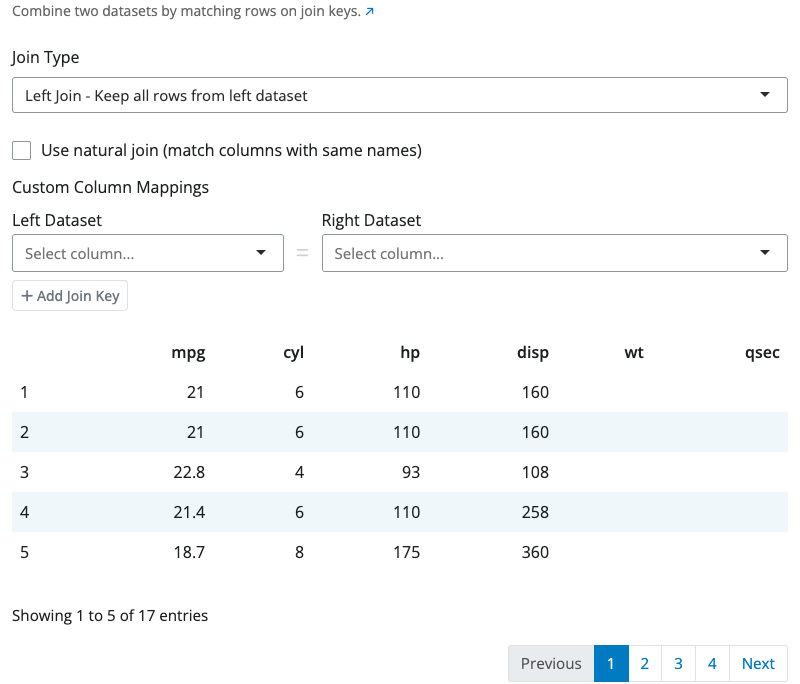 Combine two datasets by matching rows on join keys. ↗
Join Type
Left Join - Keep all rows from left dataset
Use natural join (match columns with same names)
Custom Column Mappings
Left Dataset Right Dataset
Select column... = Select column...
+ Add Join Key
mpg cyl hp disp wt qsec
1 21 6 110 160
2 21 6 110 160
3 22.8 4 93 108
4 21.4 6 110 258
5 18.7 8 175 360
Showing 1 to 5 of 17 entries
Previous 1 2 3 4 Next